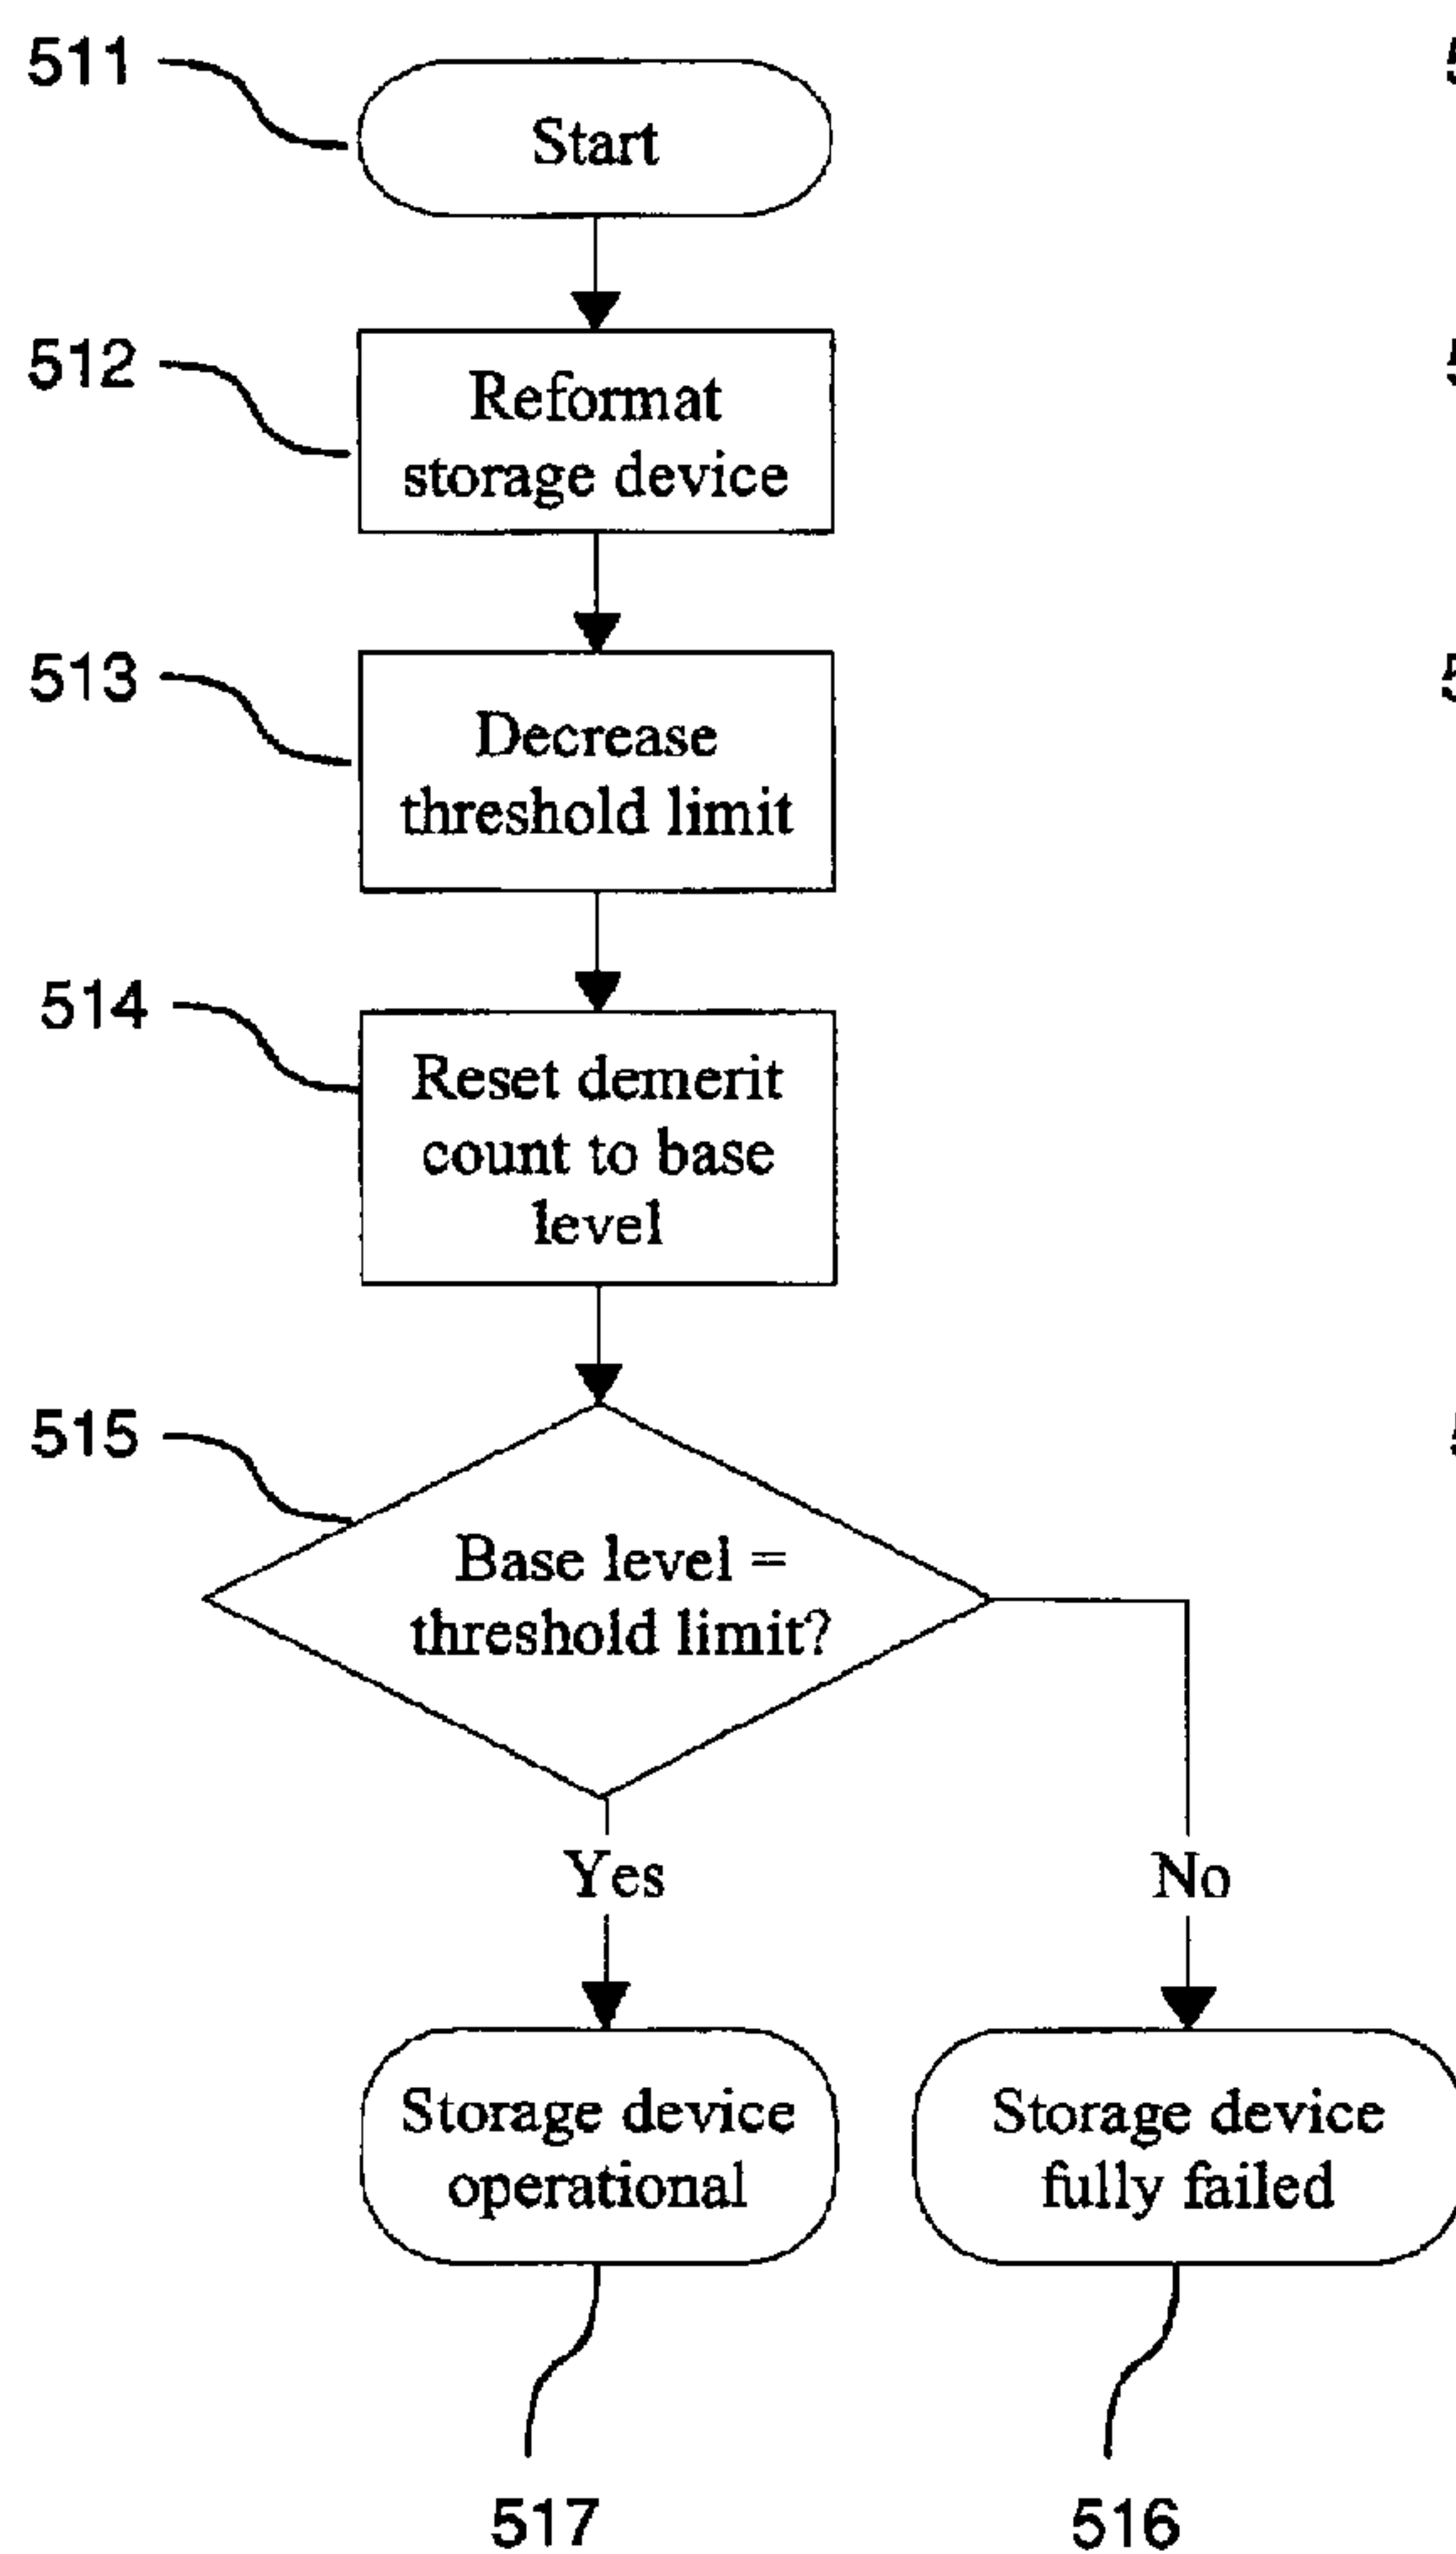 511
Start
512
Reformat
storage device
513
Decrease
threshold limit
514
Reset demerit
count to base
level
515
Base level =
threshold limit?
Yes
No
Storage device
operational
Storage device
fully failed
517
516